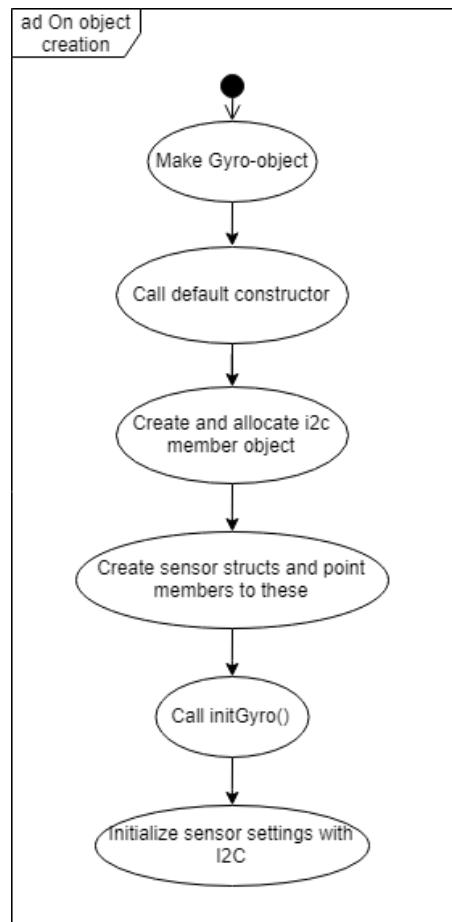 ad On object
creation
Make Gyro-object
Call default constructor
Create and allocate i2c
member object
Create sensor structs and point
members to these
Call initGyro()
Initialize sensor settings with
I2C